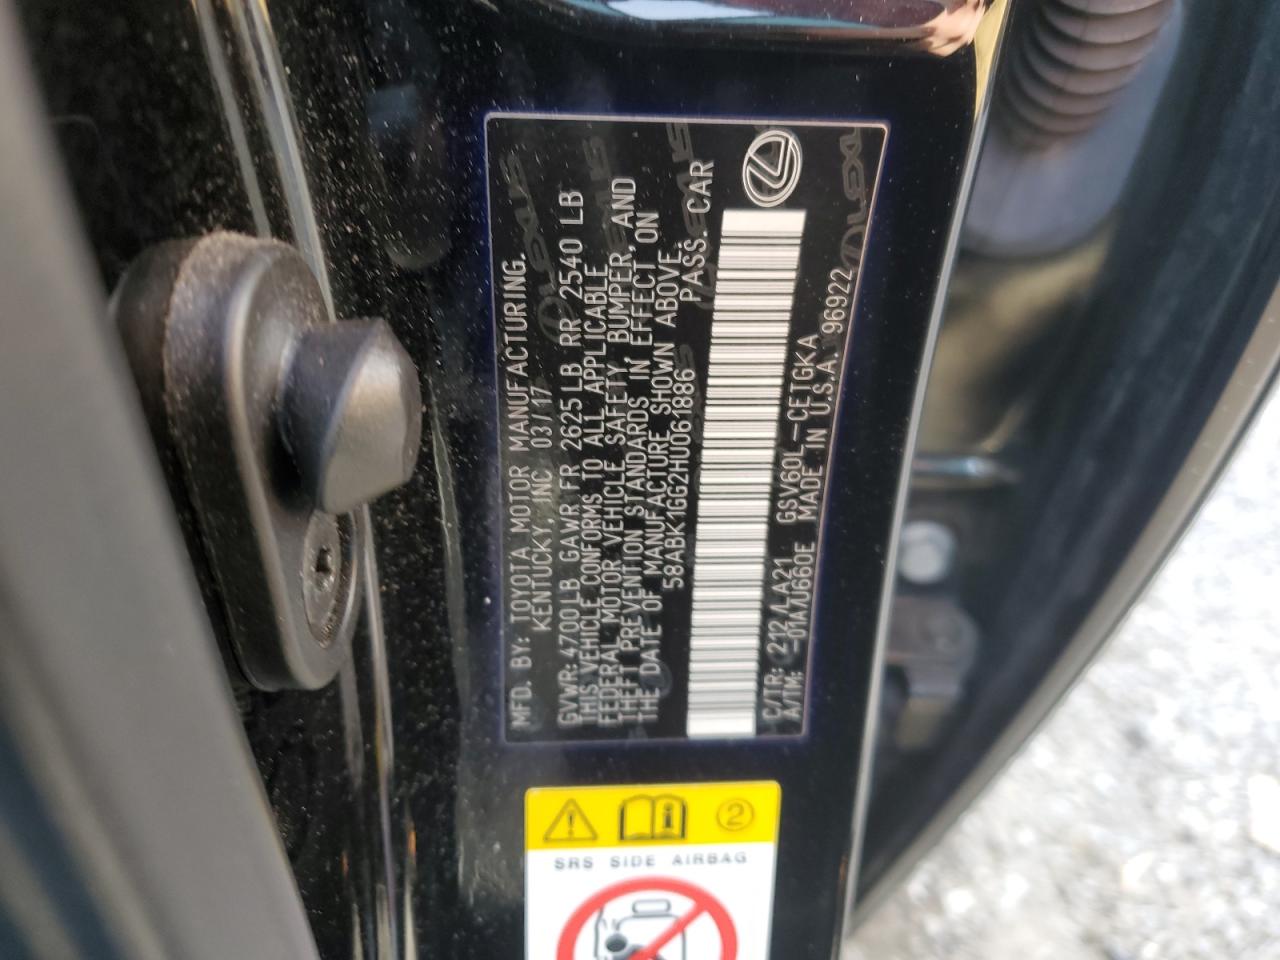 MFD. BY: TOYOTA MOTOR MANUFACTURING,
KENTUCKY, INC 03/17
GVWR: 4700LB GAWR FR 2625LB RR 2540 LB
THIS VEHICLE CONFORMS TO ALL APPLICABLE
FEDERAL MOTOR VEHICLE SAFETY, BUMPER, AND
THEFT PREVENTION STANDARDS IN EFFECT ON
THE DATE OF MANUFACTURE SHOWN ABOVE.
58ABK1GG2HU061886 PASS. CAR
C/TR: 212/LA21 GSV60L-CETGKA
A/TM: -01A/U660E MADE IN U.S.A. 96922
LEXUS
2
SRS SIDE AIRBAG